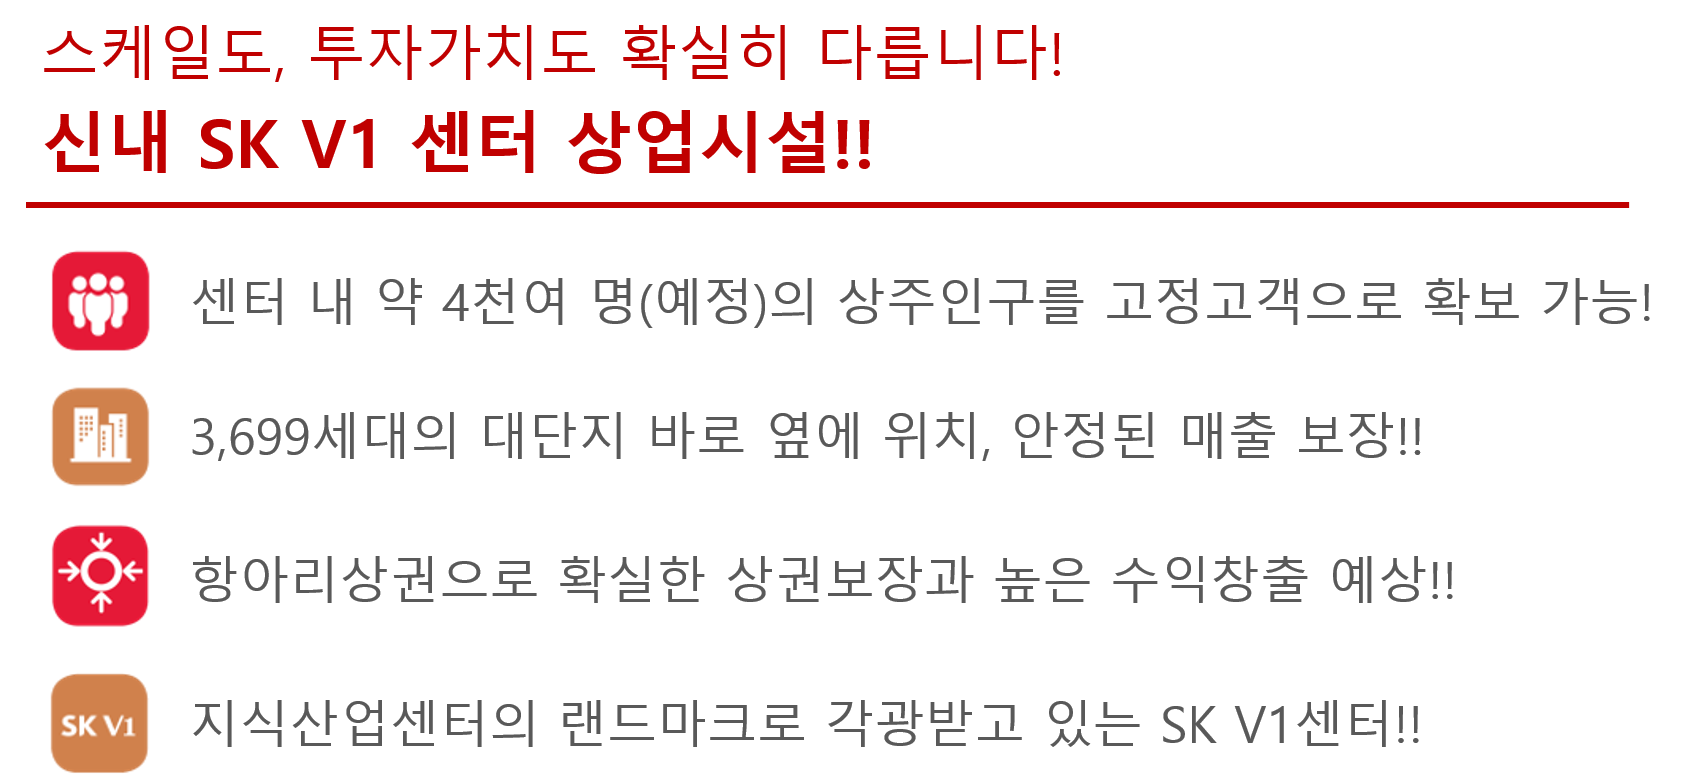 스케일도, 투자가치도 확실히 다릅니다!
신내 SK V1 센터 상업시설!!
센터 내 약 4천여 명(예정)의 상주인구를 고정고객으로 확보 가능!
3,699세대의 대단지 바로 옆에 위치, 안정된 매출 보장!!
항아리상권으로 확실한 상권보장과 높은 수익창출 예상!!
SK V1
지식산업센터의 랜드마크로 각광받고 있는 SK V1센터!!